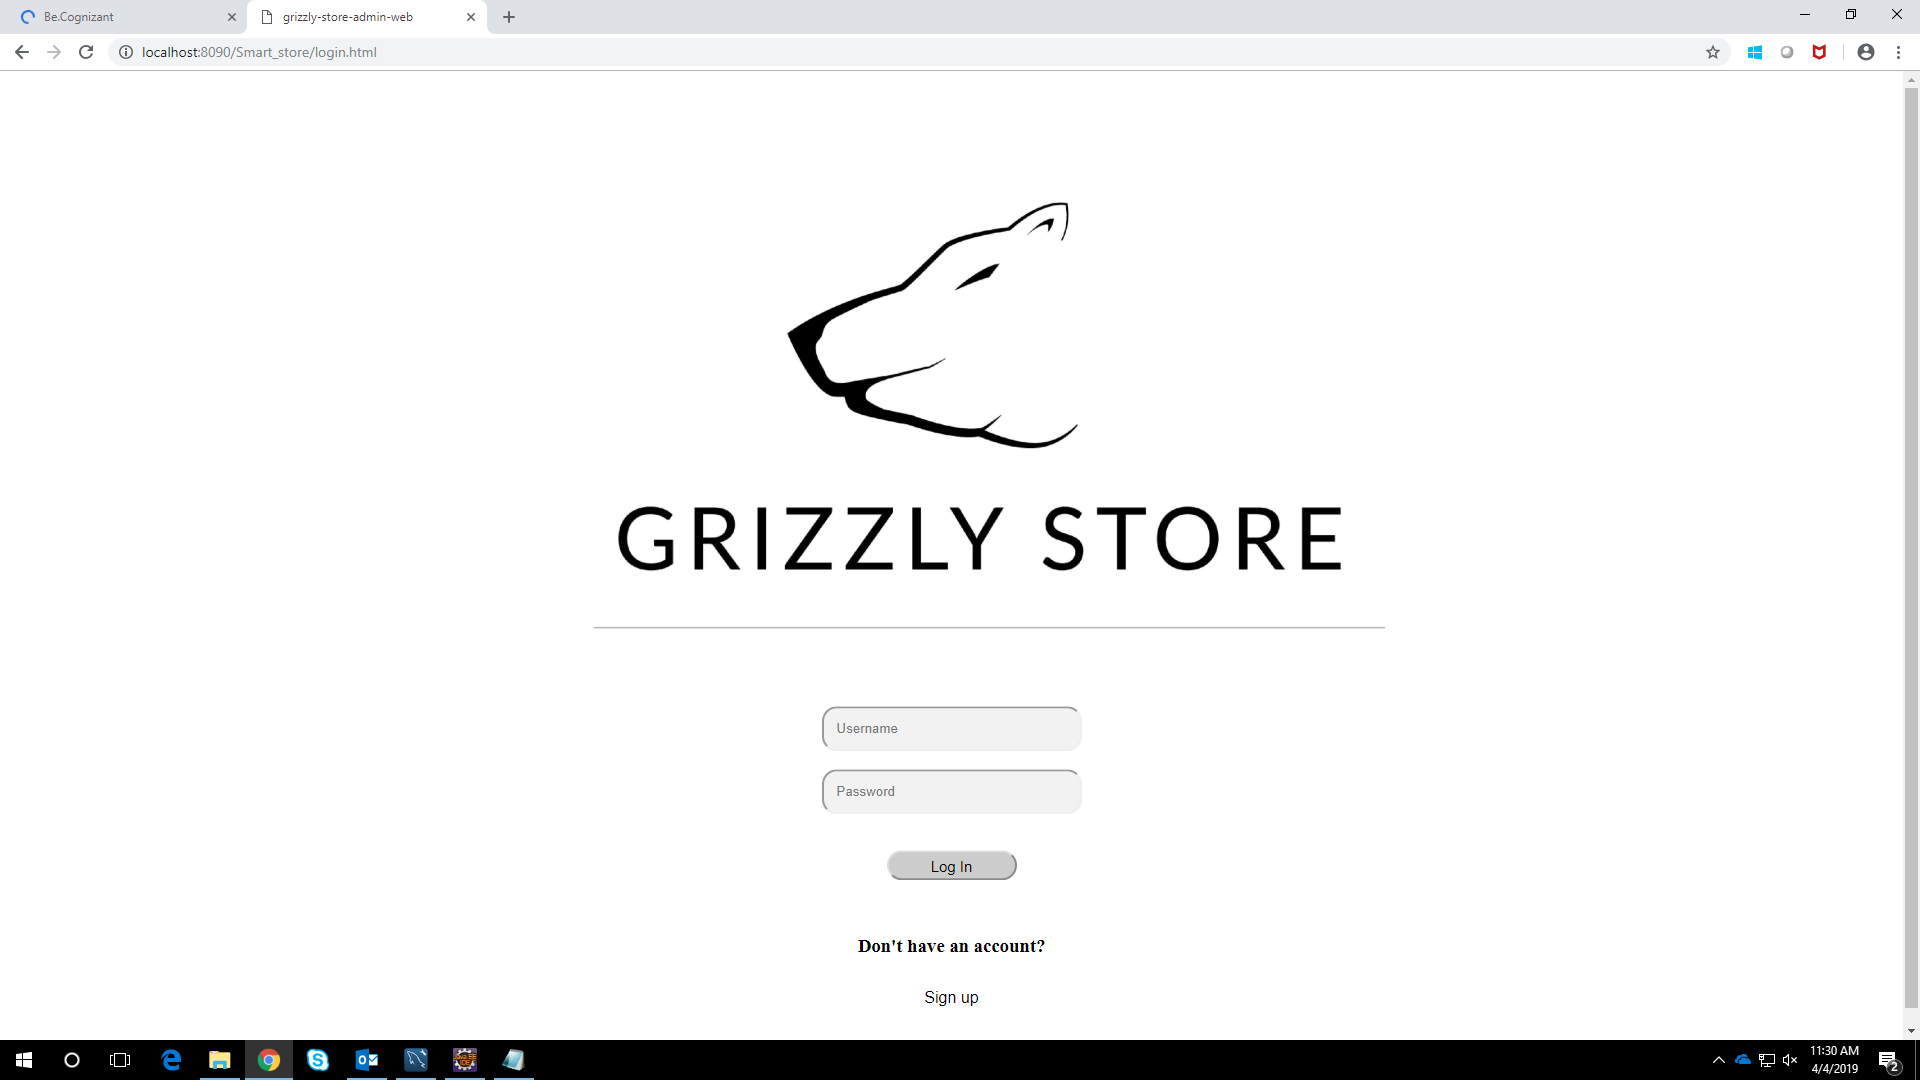 Be.Cognizant
grizzly-store-admin-web
localhost:8090/Smart_store/login.html
GRIZZLY STORE
Username
Password
Log In
Don't have an account?
Sign up
11:30 AM
4/4/2019
2